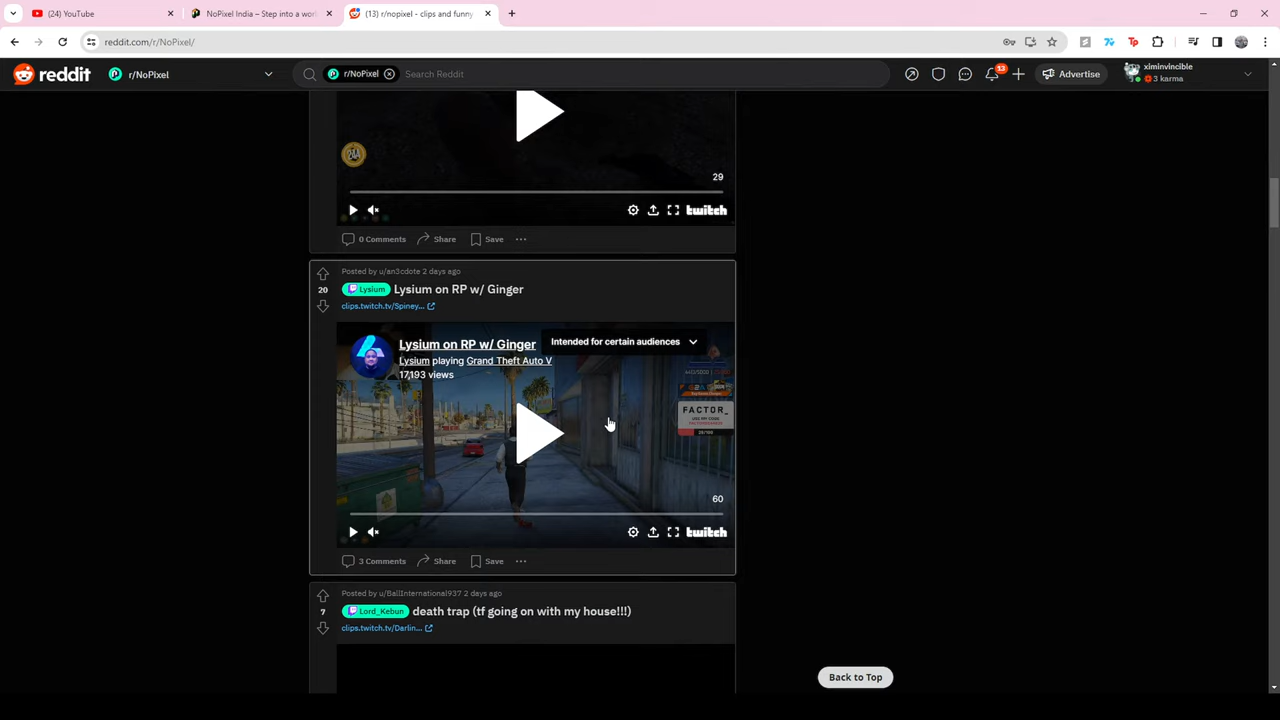 (24) YouTube
NoPixel India – Step into a worl
(13) r/nopixel - clips and funny
reddit.com/r/NoPixel/
reddit
r/NoPixel
r/NoPixel
Search Reddit
13
Advertise
ximinvincible
3 karma
29
twitch
0 Comments
Share
Save
Posted by u/an3cdote 2 days ago
20
Lysium
Lysium on RP w/ Ginger
clips.twitch.tv/Spiney...
Lysium on RP w/ Ginger
Intended for certain audiences
Lysium playing Grand Theft Auto V
17,193 views
FACTOR_
60
twitch
3 Comments
Share
Save
Posted by u/BallInternational937 2 days ago
7
Lord_Kebun
death trap (tf going on with my house!!!)
clips.twitch.tv/Darlin...
Back to Top